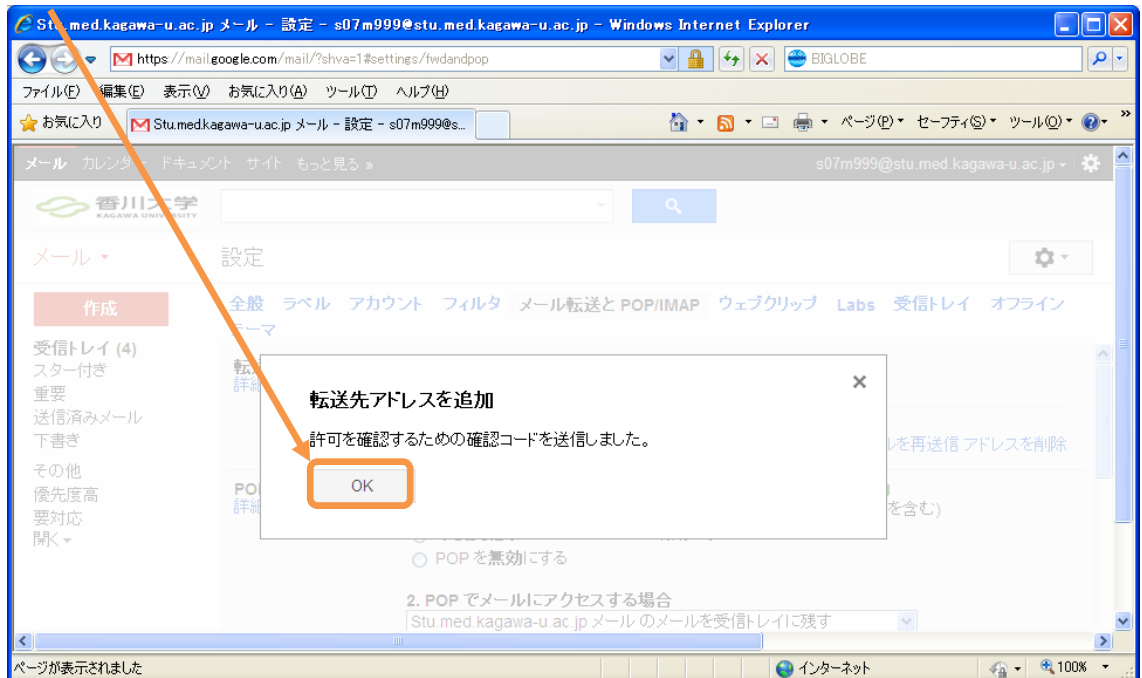 Stu.med.kagawa-u.ac.jp メール - 設定 - s07m999@stu.med.kagawa-u.ac.jp - Windows Internet Explorer
https://mail.google.com/mail/?shva=1#settings/fwdandpop
BIGLOBE
ファイル(F) 編集(E) 表示(V) お気に入り(A) ツール(T) ヘルプ(H)
お気に入り
Stu.med.kagawa-u.ac.jp メール - 設定 - s07m999@s...
ページ(P) セーフティ(S) ツール(O)
メール カレンダー ドキュメント サイト もっと見る »
s07m999@stu.med.kagawa-u.ac.jp
香川大学
KAGAWA UNIVERSITY
メール
設定
作成
全般 ラベル アカウント フィルタ メール転送と POP/IMAP ウェブクリップ Labs 受信トレイ オフライン
テーマ
受信トレイ (4)
スター付き
重要
送信済みメール
下書き
その他
優先度高
要対応
開く
転送先アドレスを追加
許可を確認するための確認コードを送信しました。
OK
を再送信 アドレスを削除
を含む)
POP を無効にする
2. POP でメールにアクセスする場合
Stu.med.kagawa-u.ac.jp メール のメールを受信トレイに残す
ページが表示されました
インターネット
100%